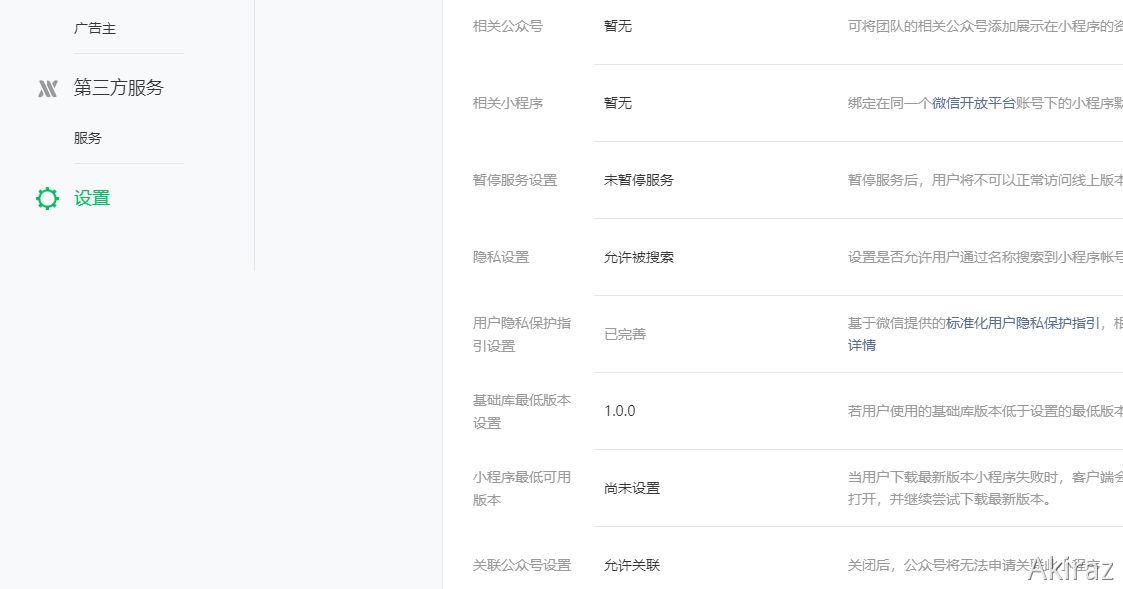 广告主
第三方服务
服务
设置
相关公众号 暂无 可将团队的相关公众号添加展示在小程序的资
相关小程序 暂无 绑定在同一个微信开放平台账号下的小程序默
暂停服务设置 未暂停服务 暂停服务后，用户将不可以正常访问线上版本
隐私设置 允许被搜索 设置是否允许用户通过名称搜索到小程序帐号
用户隐私保护指
引设置
已完善
基于微信提供的标准化用户隐私保护指引，根
详情
基础库最低版本
设置
1.0.0
若用户使用的基础库版本低于设置的最低版本
小程序最低可用
版本
尚未设置
当用户下载最新版本小程序失败时，客户端会
打开，并继续尝试下载最新版本。
关联公众号设置 允许关联 关闭后，公众号将无法申请关联此小程序
Akiraz